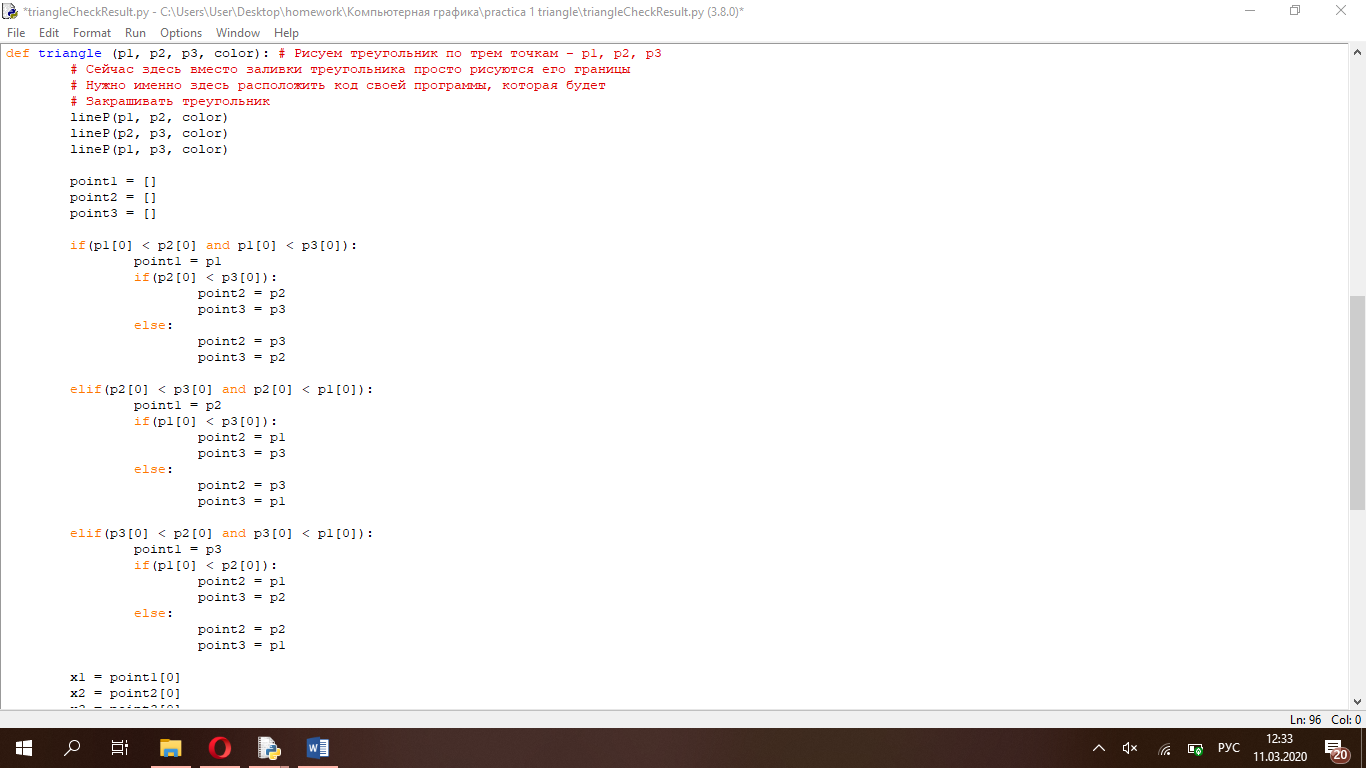 *triangleCheckResult.py - C:\Users\User\Desktop\homework\Компьютерная графика\practica 1 triangle\triangleCheckResult.py (3.8.0)*
File Edit Format Run Options Window Help
def triangle (p1, p2, p3, color): # Рисуем треугольник по трем точкам - p1, p2, p3
# Сейчас здесь вместо заливки треугольника просто рисуются его границы
# Нужно именно здесь расположить код своей программы, которая будет
# Закрашивать треугольник
lineP(p1, p2, color)
lineP(p2, p3, color)
lineP(p1, p3, color)
point1 = []
point2 = []
point3 = []
if(p1[0] < p2[0] and p1[0] < p3[0]):
point1 = p1
if(p2[0] < p3[0]):
point2 = p2
point3 = p3
else:
point2 = p3
point3 = p2
elif(p2[0] < p3[0] and p2[0] < p1[0]):
point1 = p2
if(p1[0] < p3[0]):
point2 = p1
point3 = p3
else:
point2 = p3
point3 = p1
elif(p3[0] < p2[0] and p3[0] < p1[0]):
point1 = p3
if(p1[0] < p2[0]):
point2 = p1
point3 = p2
else:
point2 = p2
point3 = p1
x1 = point1[0]
x2 = point2[0]
Ln: 96 Col: 0
РУС
12:33
11.03.2020
20